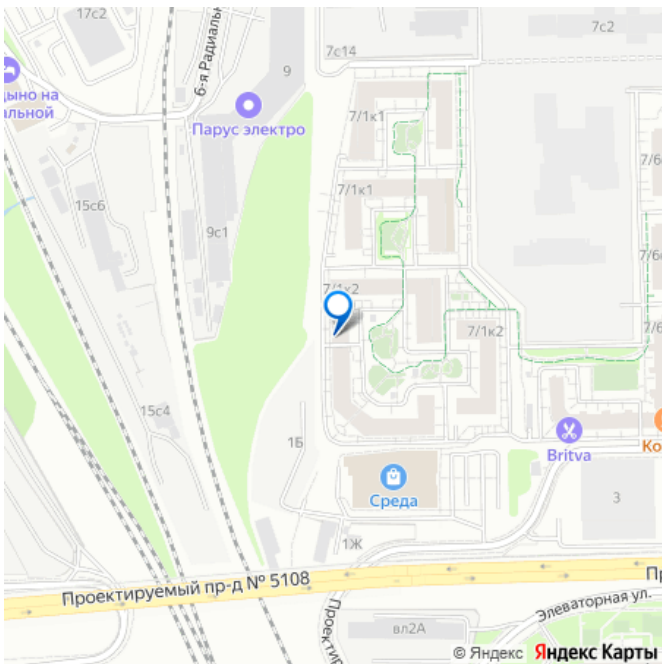 17с2
6-я Радиальн
9
7с14
7с2
дыно на
альной
Парус электро
7/1к1
7/6
15с6
7/1к1
9с1
7/6
7/1к2
7/1к2
7/6
15с4
1Б
Britva
Ко
Среда
3
1Ж
Проектируемый пр-д № 5108
Пр
Проектир
Элеваторная ул.
вл2А
© Яндекс Яндекс Карты